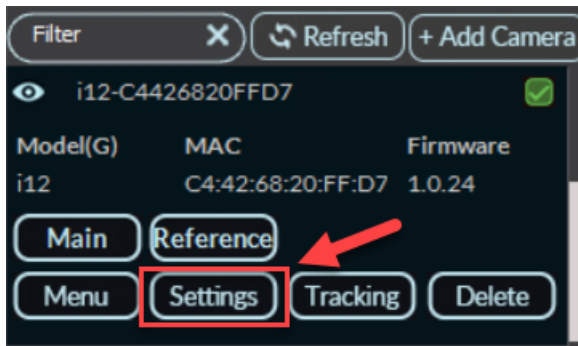 Filter X Refresh + Add Camera
i12-C4426820FFD7
Model(G) MAC Firmware
i12 C4:42:68:20:FF:D7 1.0.24
Main Reference
Menu Settings Tracking Delete